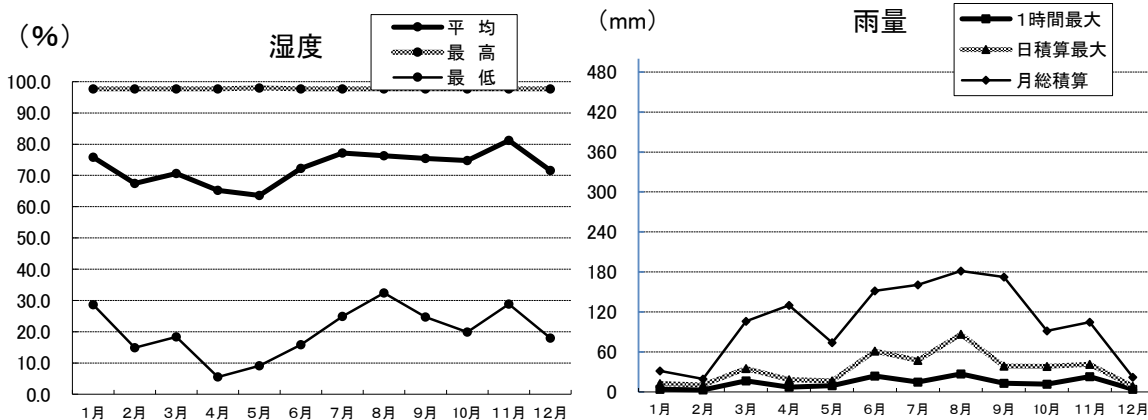 （％）
湿度
平　均
最　高
最　低
100.0
90.0
80.0
70.0
60.0
50.0
40.0
30.0
20.0
10.0
0.0
1月 2月 3月 4月 5月 6月 7月 8月 9月 10月 11月 12月
（mm）
雨量
１時間最大
日積算最大
月総積算
480
420
360
300
240
180
120
60
0
1月 2月 3月 4月 5月 6月 7月 8月 9月 10月 11月 12月